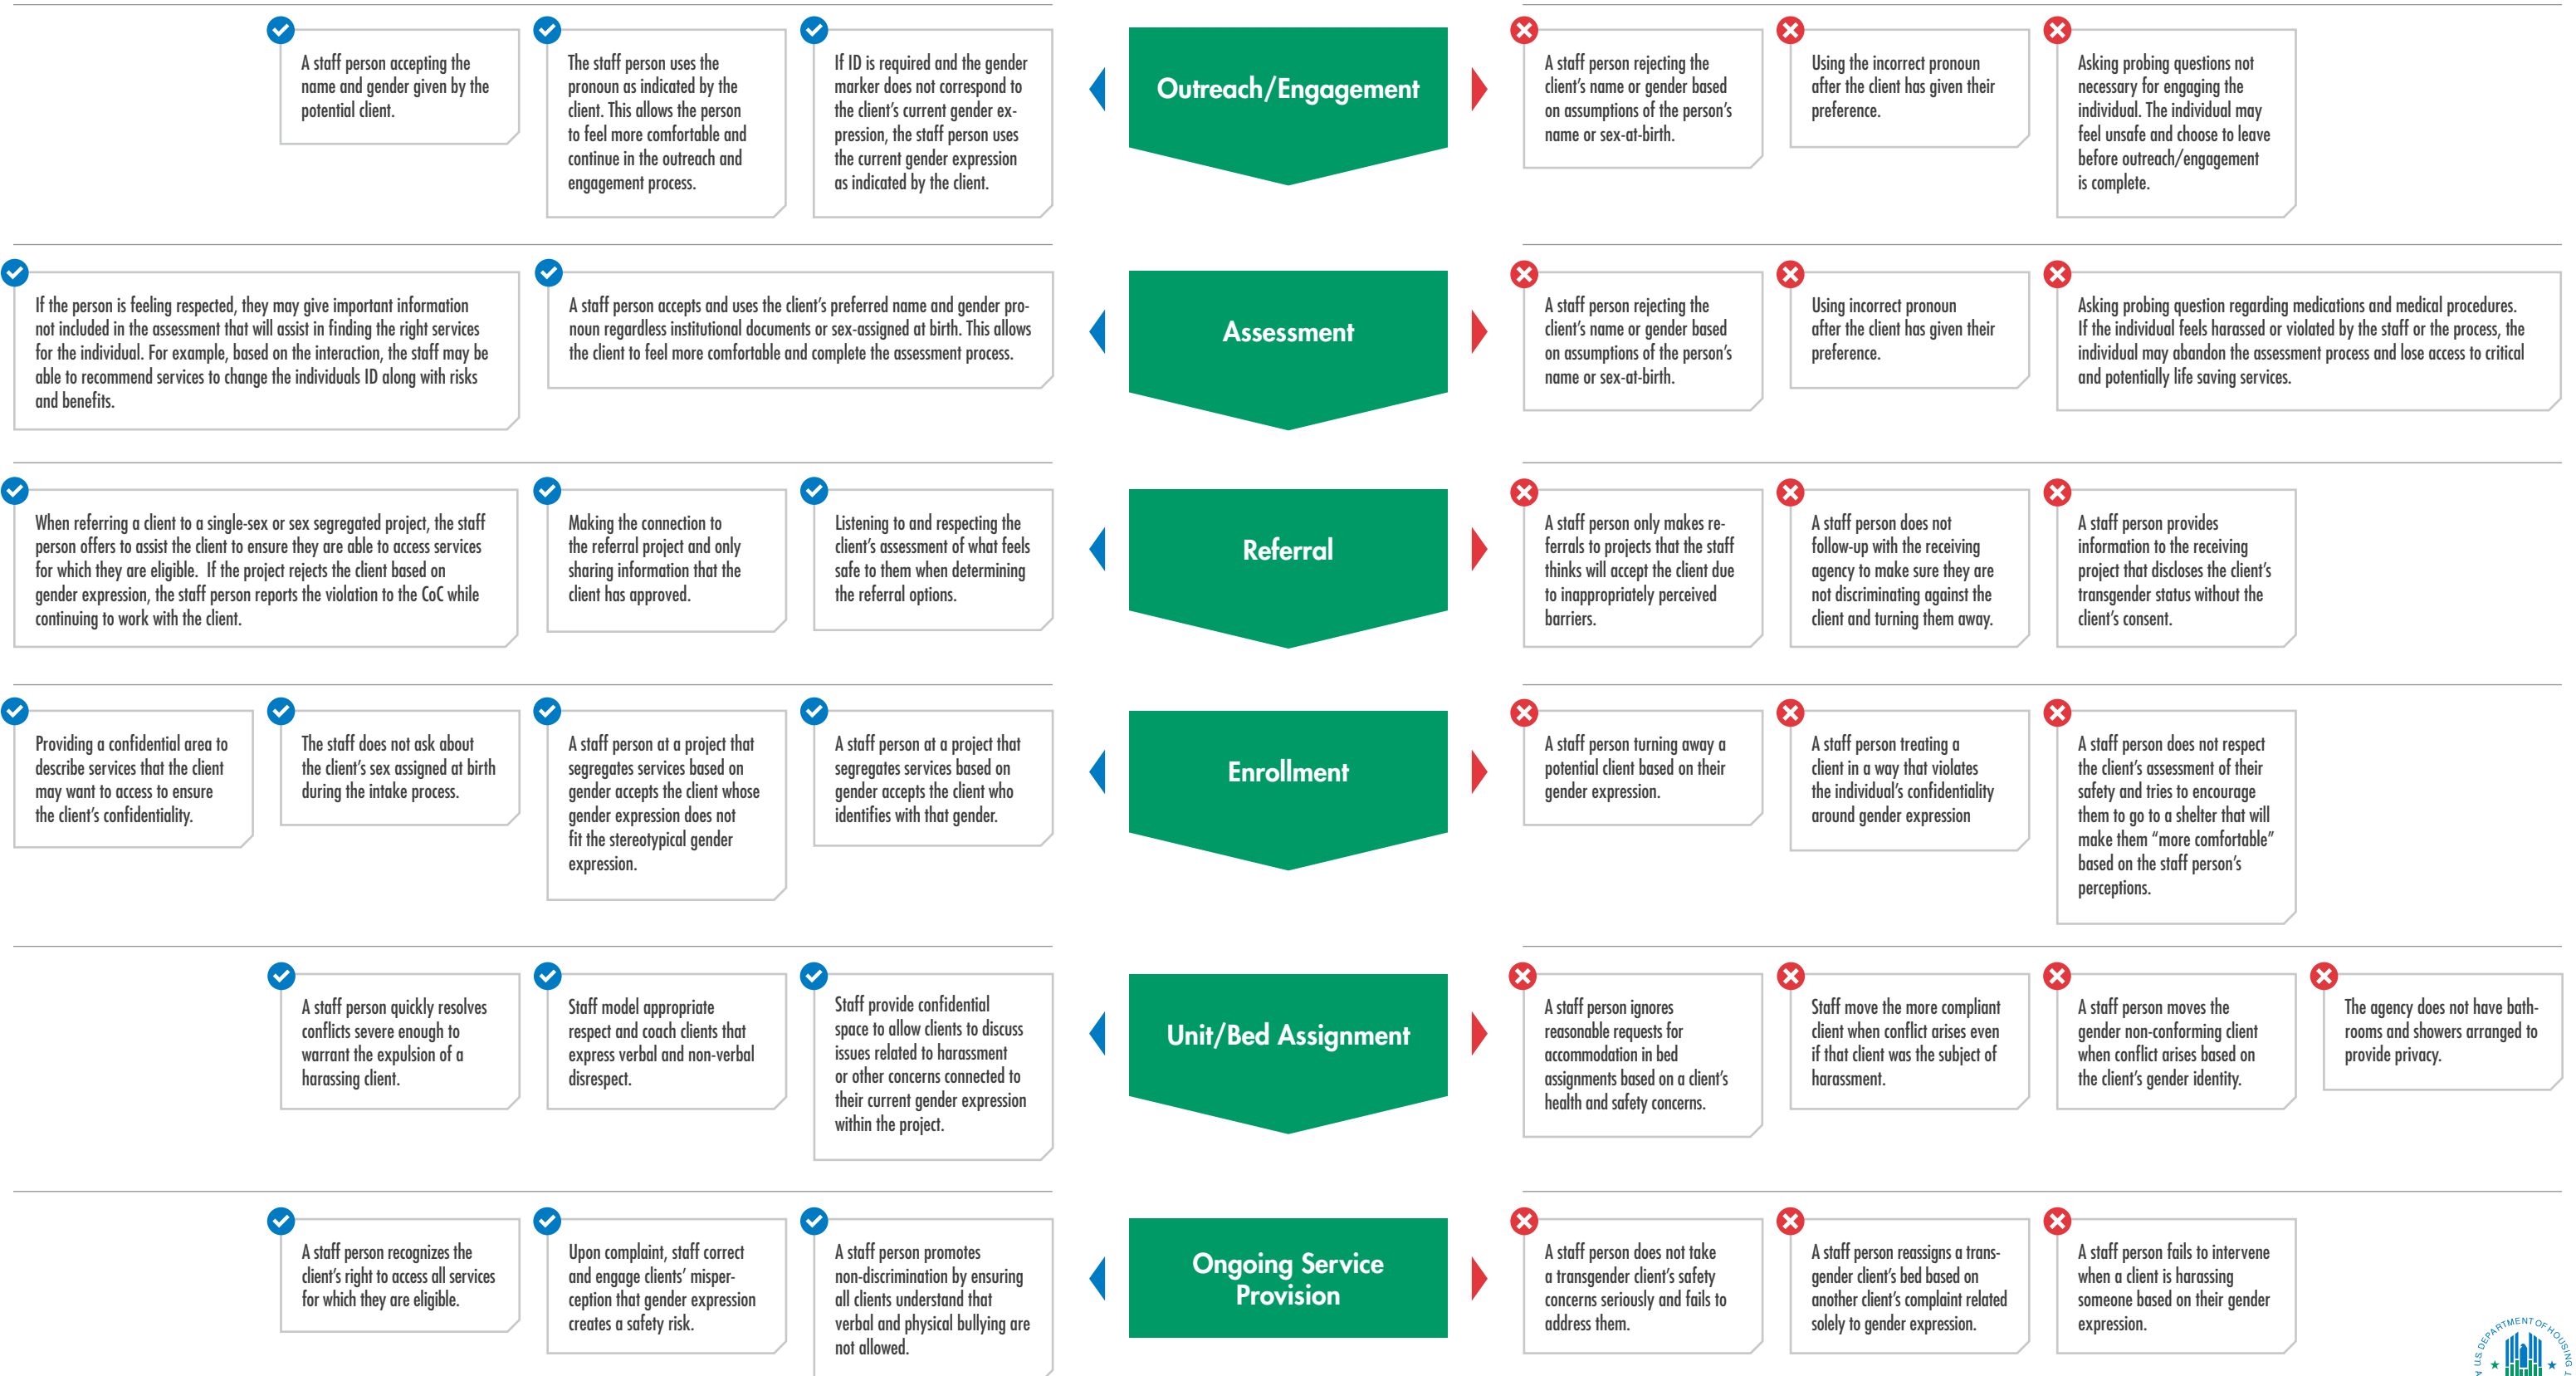 A staff person accepting the
name and gender given by the
potential client.
The staff person uses the
pronoun as indicated by the
client. This allows the person
to feel more comfortable and
continue in the outreach and
engagement process.
If ID is required and the gender
marker does not correspond to
the client's current gender ex-
pression, the staff person uses
the current gender expression
as indicated by the client.
Outreach/Engagement
A staff person rejecting the
client's name or gender based
on assumptions of the person's
name or sex-at-birth.
Using the incorrect pronoun
after the client has given their
preference.
Asking probing questions not
necessary for engaging the
individual. The individual may
feel unsafe and choose to leave
before outreach/engagement
is complete.
If the person is feeling respected, they may give important information
not included in the assessment that will assist in finding the right services
for the individual. For example, based on the interaction, the staff may be
able to recommend services to change the individuals ID along with risks
and benefits.
A staff person accepts and uses the client's preferred name and gender pro-
noun regardless institutional documents or sex-assigned at birth. This allows
the client to feel more comfortable and complete the assessment process.
Assessment
A staff person rejecting the
client's name or gender based
on assumptions of the person's
name or sex-at-birth.
Using incorrect pronoun
after the client has given their
preference.
Asking probing question regarding medications and medical procedures.
If the individual feels harassed or violated by the staff or the process, the
individual may abandon the assessment process and lose access to critical
and potentially life saving services.
When referring a client to a single-sex or sex segregated project, the staff
person offers to assist the client to ensure they are able to access services
for which they are eligible. If the project rejects the client based on
gender expression, the staff person reports the violation to the CoC while
continuing to work with the client.
Making the connection to
the referral project and only
sharing information that the
client has approved.
Listening to and respecting the
client's assessment of what feels
safe to them when determining
the referral options.
Referral
A staff person only makes re-
ferrals to projects that the staff
thinks will accept the client due
to inappropriately perceived
barriers.
A staff person does not
follow-up with the receiving
agency to make sure they are
not discriminating against the
client and turning them away.
A staff person provides
information to the receiving
project that discloses the client's
transgender status without the
client's consent.
Providing a confidential area to
describe services that the client
may want to access to ensure
the client's confidentiality.
The staff does not ask about
the client's sex assigned at birth
during the intake process.
A staff person at a project that
segregates services based on
gender accepts the client whose
gender expression does not
fit the stereotypical gender
expression.
A staff person at a project that
segregates services based on
gender accepts the client who
identifies with that gender.
Enrollment
A staff person turning away a
potential client based on their
gender expression.
A staff person treating a
client in a way that violates
the individual's confidentiality
around gender expression
A staff person does not respect
the client's assessment of their
safety and tries to encourage
them to go to a shelter that will
make them "more comfortable"
based on the staff person's
perceptions.
A staff person quickly resolves
conflicts severe enough to
warrant the expulsion of a
harassing client.
Staff model appropriate
respect and coach clients that
express verbal and non-verbal
disrespect.
Staff provide confidential
space to allow clients to discuss
issues related to harassment
or other concerns connected to
their current gender expression
within the project.
Unit/Bed Assignment
A staff person ignores
reasonable requests for
accommodation in bed
assignments based on a client's
health and safety concerns.
Staff move the more compliant
client when conflict arises even
if that client was the subject of
harassment.
A staff person moves the
gender non-conforming client
when conflict arises based on
the client's gender identity.
The agency does not have bath-
rooms and showers arranged to
provide privacy.
A staff person recognizes the
client's right to access all services
for which they are eligible.
Upon complaint, staff correct
and engage clients' misper-
ception that gender expression
creates a safety risk.
A staff person promotes
non-discrimination by ensuring
all clients understand that
verbal and physical bullying are
not allowed.
Ongoing Service
Provision
A staff person does not take
a transgender client's safety
concerns seriously and fails to
address them.
A staff person reassigns a trans-
gender client's bed based on
another client's complaint related
solely to gender expression.
A staff person fails to intervene
when a client is harassing
someone based on their gender
expression.
U.S. DEPARTMENT OF HOUSING